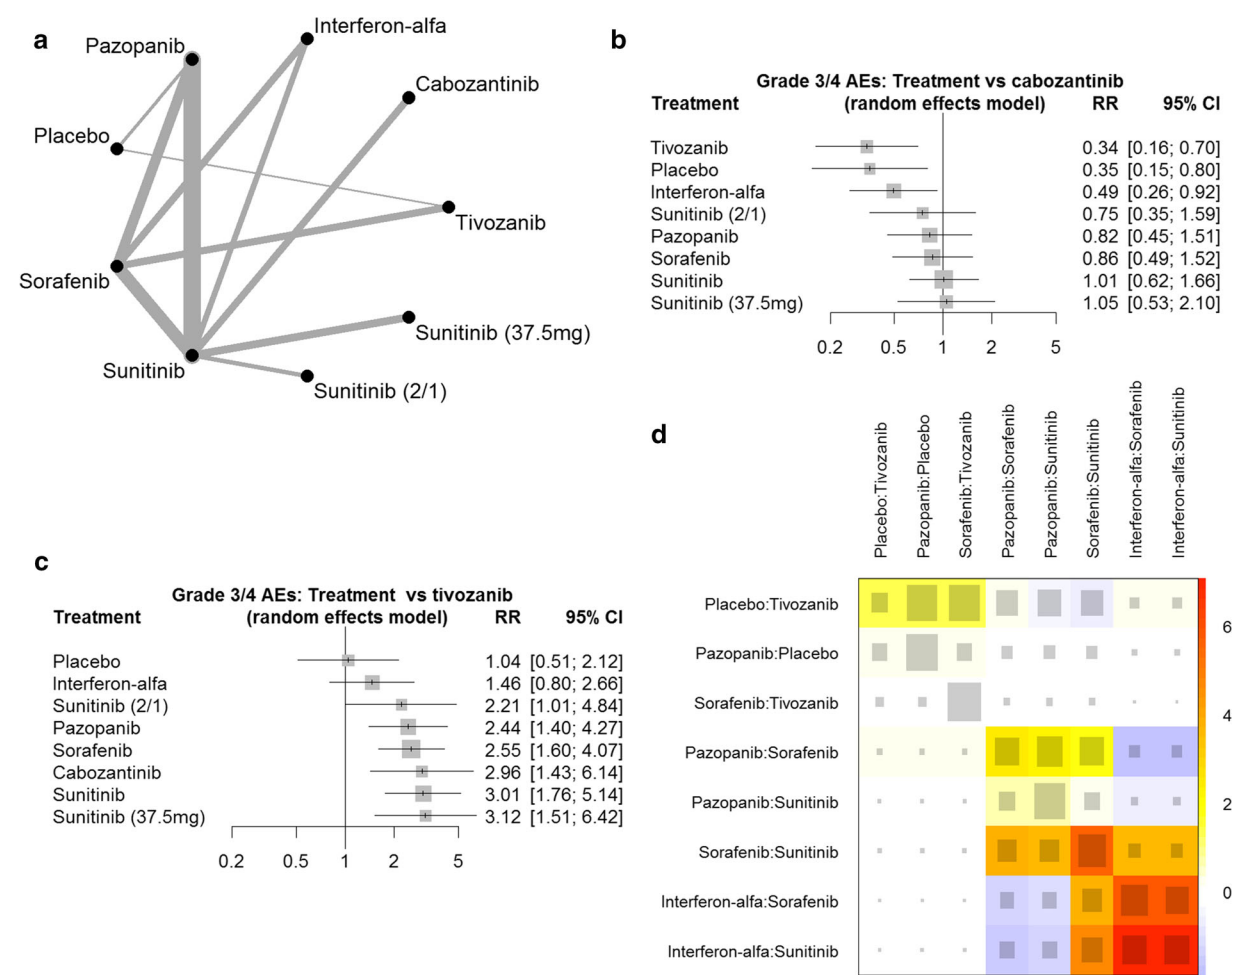 a
Interferon-alfa
Pazopanib
Cabozantinib
Placebo
Tivozanib
Sorafenib
Sunitinib (37.5mg)
Sunitinib
Sunitinib (2/1)
b
Grade 3/4 AEs: Treatment vs cabozantinib
Treatment (random effects model) RR 95% CI
Tivozanib 0.34 [0.16; 0.70]
Placebo 0.35 [0.15; 0.80]
Interferon-alfa 0.49 [0.26; 0.92]
Sunitinib (2/1) 0.75 [0.35; 1.59]
Pazopanib 0.82 [0.45; 1.51]
Sorafenib 0.86 [0.49; 1.52]
Sunitinib 1.01 [0.62; 1.66]
Sunitinib (37.5mg) 1.05 [0.53; 2.10]
0.2 0.5 1 2 5
c
Grade 3/4 AEs: Treatment vs tivozanib
Treatment (random effects model) RR 95% CI
Placebo 1.04 [0.51; 2.12]
Interferon-alfa 1.46 [0.80; 2.66]
Sunitinib (2/1) 2.21 [1.01; 4.84]
Pazopanib 2.44 [1.40; 4.27]
Sorafenib 2.55 [1.60; 4.07]
Cabozantinib 2.96 [1.43; 6.14]
Sunitinib 3.01 [1.76; 5.14]
Sunitinib (37.5mg) 3.12 [1.51; 6.42]
0.2 0.5 1 2 5
d
Placebo:Tivozanib
Pazopanib:Placebo
Sorafenib:Tivozanib
Pazopanib:Sorafenib
Pazopanib:Sunitinib
Sorafenib:Sunitinib
Interferon-alfa:Sorafenib
Interferon-alfa:Sunitinib
Placebo:Tivozanib
Pazopanib:Placebo
Sorafenib:Tivozanib
Pazopanib:Sorafenib
Pazopanib:Sunitinib
Sorafenib:Sunitinib
Interferon-alfa:Sorafenib
Interferon-alfa:Sunitinib
6
4
2
0